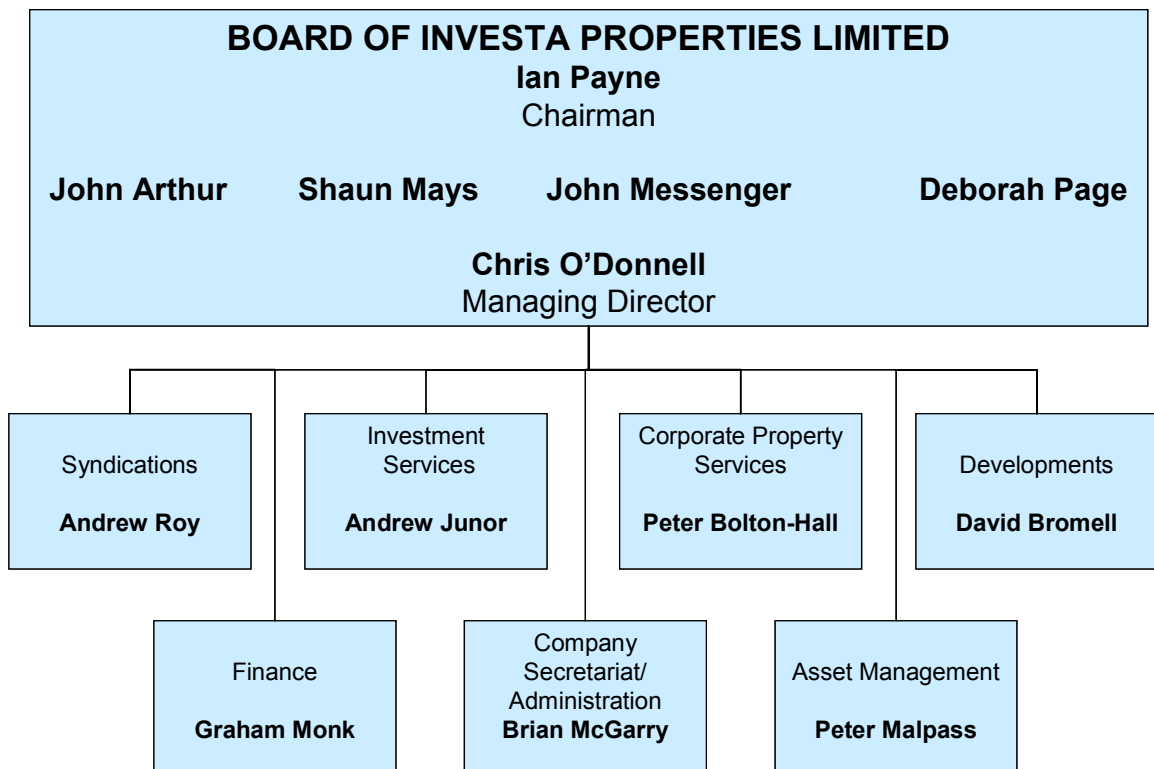 BOARD OF INVESTA PROPERTIES LIMITED
Ian Payne
Chairman
John Arthur Shaun Mays John Messenger Deborah Page
Chris O’Donnell
Managing Director
Syndications
Andrew Roy
Investment
Services
Andrew Junor
Corporate Property
Services
Peter Bolton-Hall
Developments
David Bromell
Finance
Graham Monk
Company
Secretariat/
Administration
Brian McGarry
Asset Management
Peter Malpass